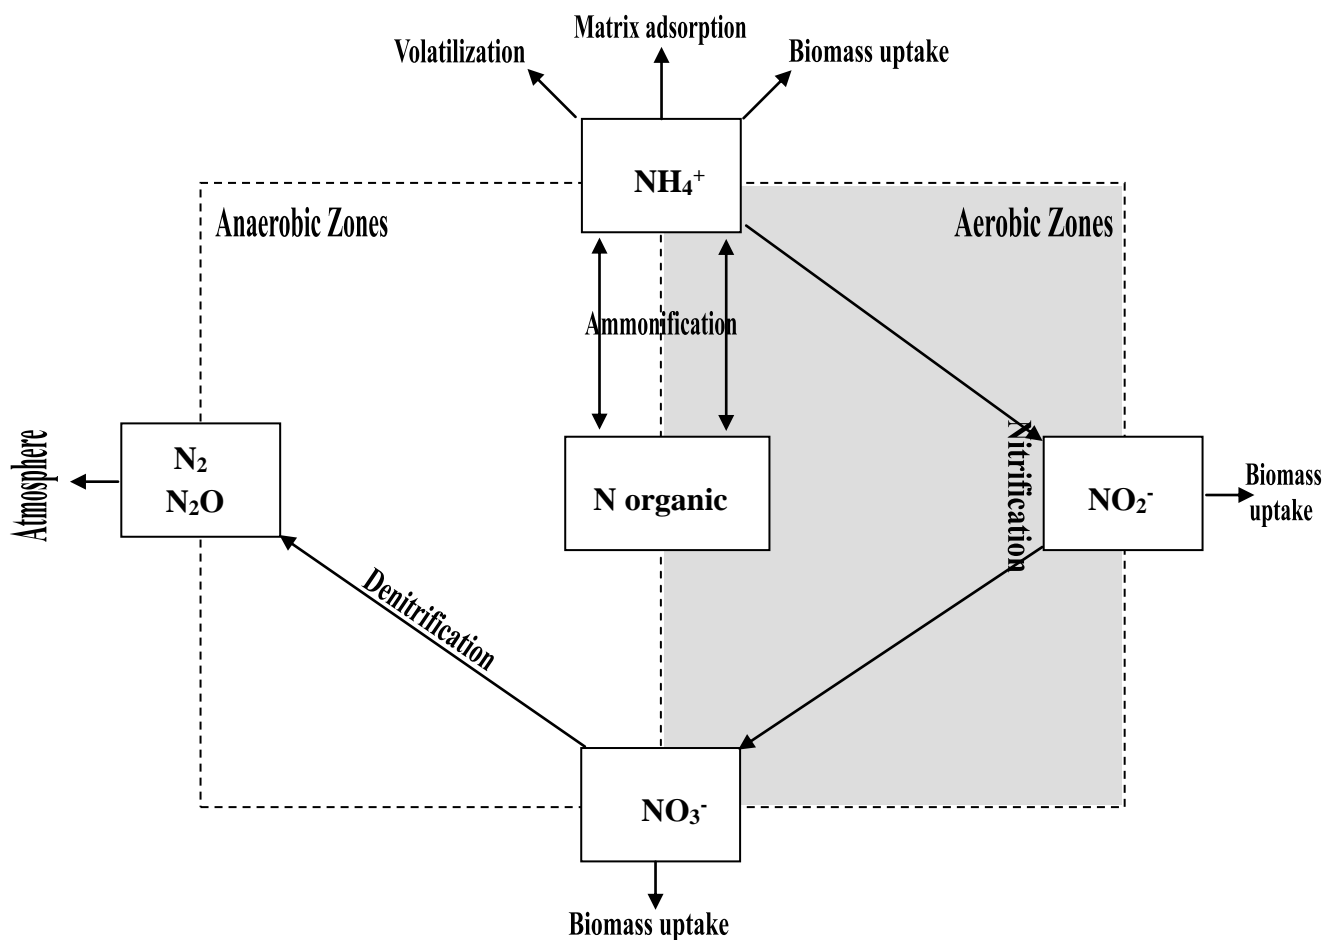 Matrix adsorption
Volatilization
Biomass uptake
NH₄⁺
Anaerobic Zones
Aerobic Zones
Ammonification
Atmosphere
N₂
N₂O
N organic
Nitrification
NO₂⁻
Biomass
uptake
Denitrification
NO₃⁻
Biomass uptake